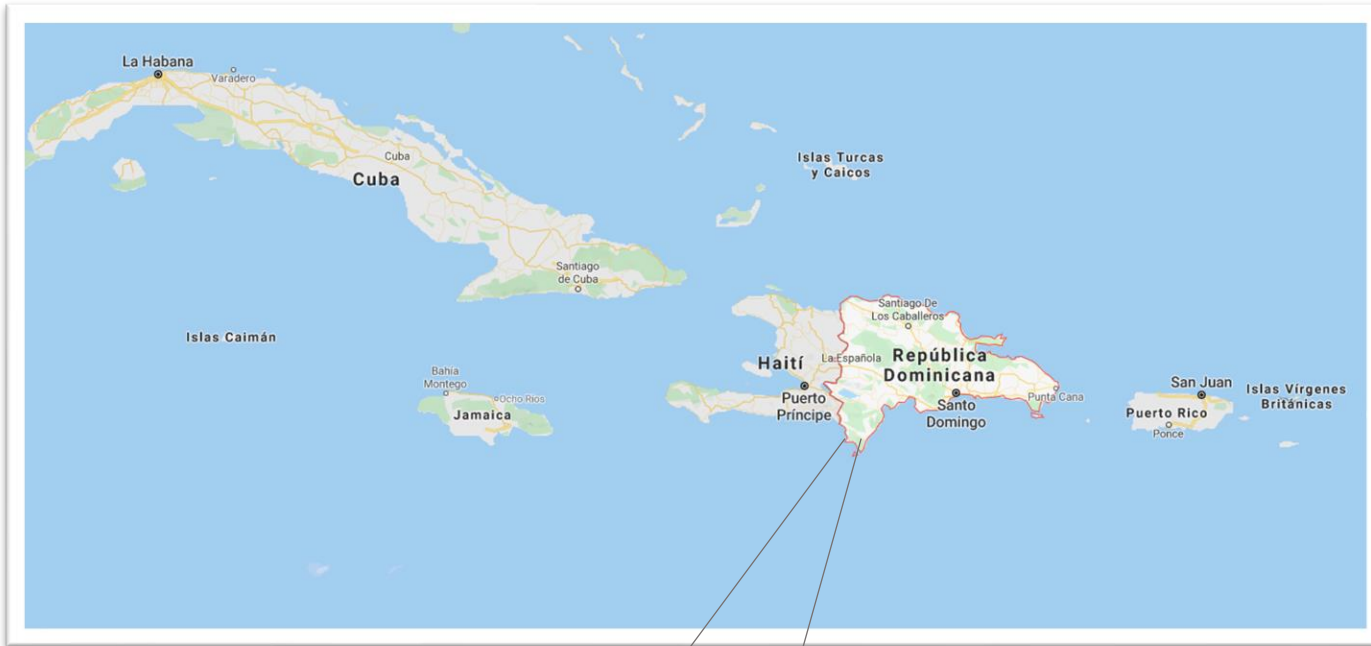 La Habana
Varadero
Cuba
Cuba
Islas Turcas
y Caicos
Santiago
de Cuba
Santiago De
Los Caballeros
Islas Caimán
Haití
La Española
República
Dominicana
Bahía
Montego
Ocho Rios
Jamaica
Puerto
Príncipe
Santo
Domingo
Punta Cana
San Juan
Puerto Rico
Ponce
Islas Vírgenes
Británicas